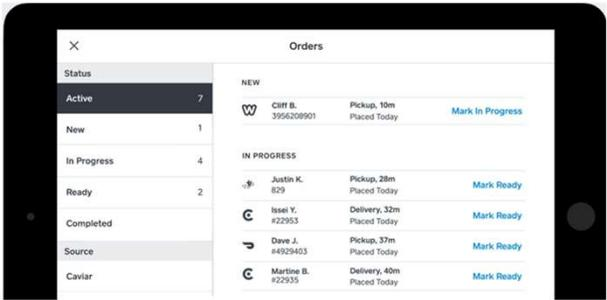 Orders
Status
Active 7
New 1
In Progress 4
Ready 2
Completed
Source
Caviar
NEW
Cliff B. Pickup, 10m Mark In Progress
3956208901 Placed Today
IN PROGRESS
Justin K. Pickup, 28m Mark Ready
829 Placed Today
Issei Y. Delivery, 32m Mark Ready
#22953 Placed Today
Dave J. Pickup, 37m Mark Ready
#4929403 Placed Today
Martine B. Delivery, 40m Mark Ready
#22935 Placed Today